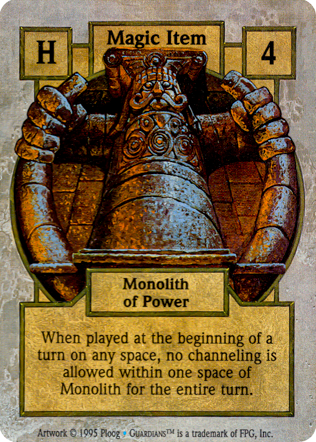 Magic Item
H
4
Monolith
of Power
When played at the beginning of a
turn on any space, no channeling is
allowed within one space of
Monolith for the entire turn.
Artwork © 1995 Ploog GUARDIANS™ is a trademark of FPG, Inc.